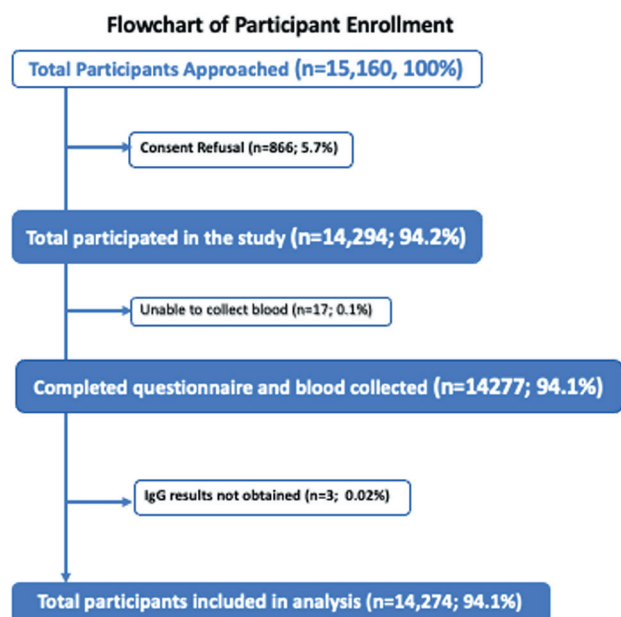 Flowchart of Participant Enrollment
Total Participants Approached (n=15,160, 100%)
Consent Refusal (n=866; 5.7%)
Total participated in the study (n=14,294; 94.2%)
Unable to collect blood (n=17; 0.1%)
Completed questionnaire and blood collected (n=14277; 94.1%)
IgG results not obtained (n=3; 0.02%)
Total participants included in analysis (n=14,274; 94.1%)